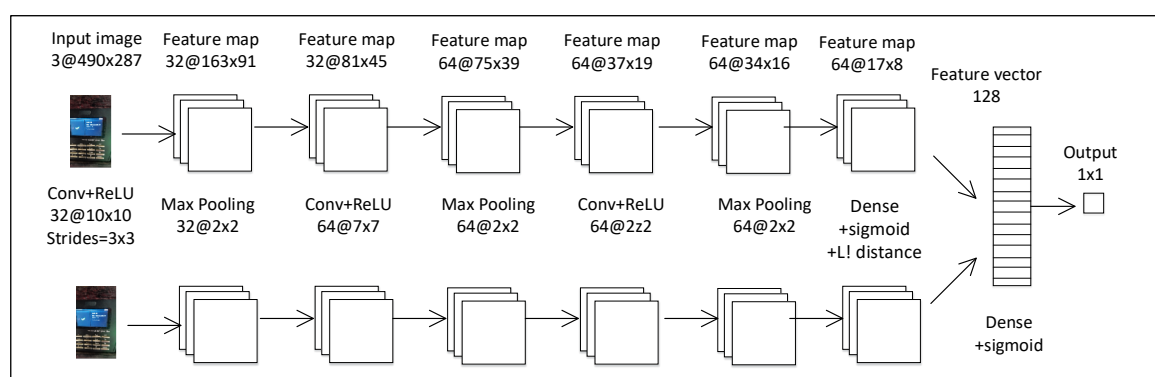 Input image
3@490x287
Feature map
32@163x91
Feature map
32@81x45
Feature map
64@75x39
Feature map
64@37x19
Feature map
64@34x16
Feature map
64@17x8
Feature vector
128
Output
1x1
Conv+ReLU
32@10x10
Strides=3x3
Max Pooling
32@2x2
Conv+ReLU
64@7x7
Max Pooling
64@2x2
Conv+ReLU
64@2z2
Max Pooling
64@2x2
Dense
+sigmoid
+L! distance
Dense
+sigmoid